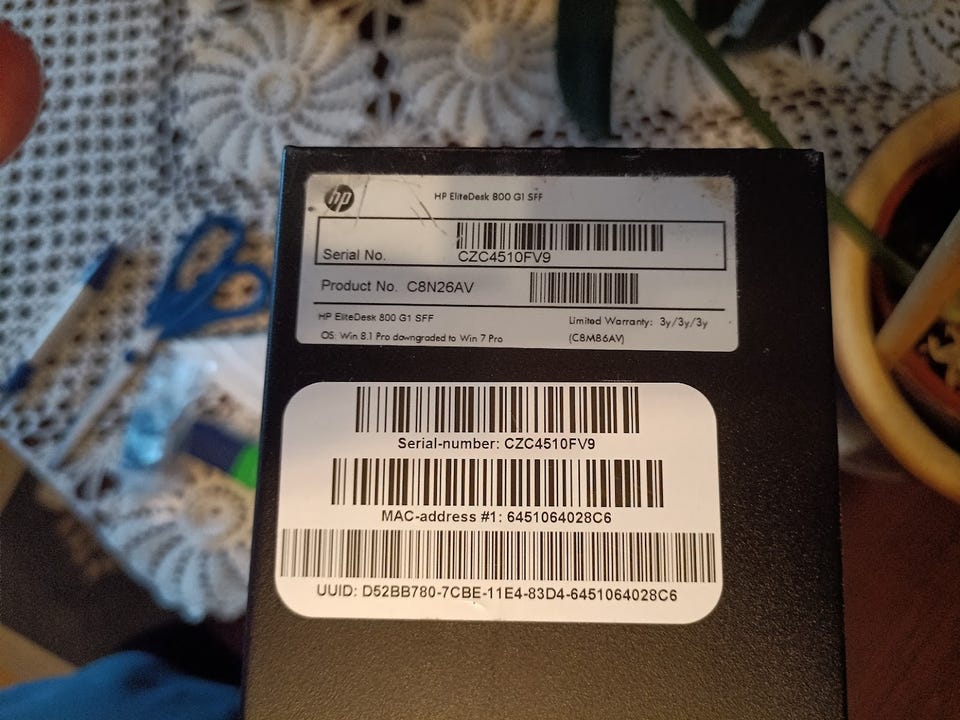 hp
HP EliteDesk 800 G1 SFF
Serial No. CZC4510FV9
Product No. C8N26AV
HP EliteDesk 800 G1 SFF Limited Warranty: 3y/3y/3y
OS: Win 8.1 Pro downgraded to Win 7 Pro (C8M86AV)
Serial-number: CZC4510FV9
MAC-address #1: 6451064028C6
UUID: D52BB780-7CBE-11E4-83D4-6451064028C6